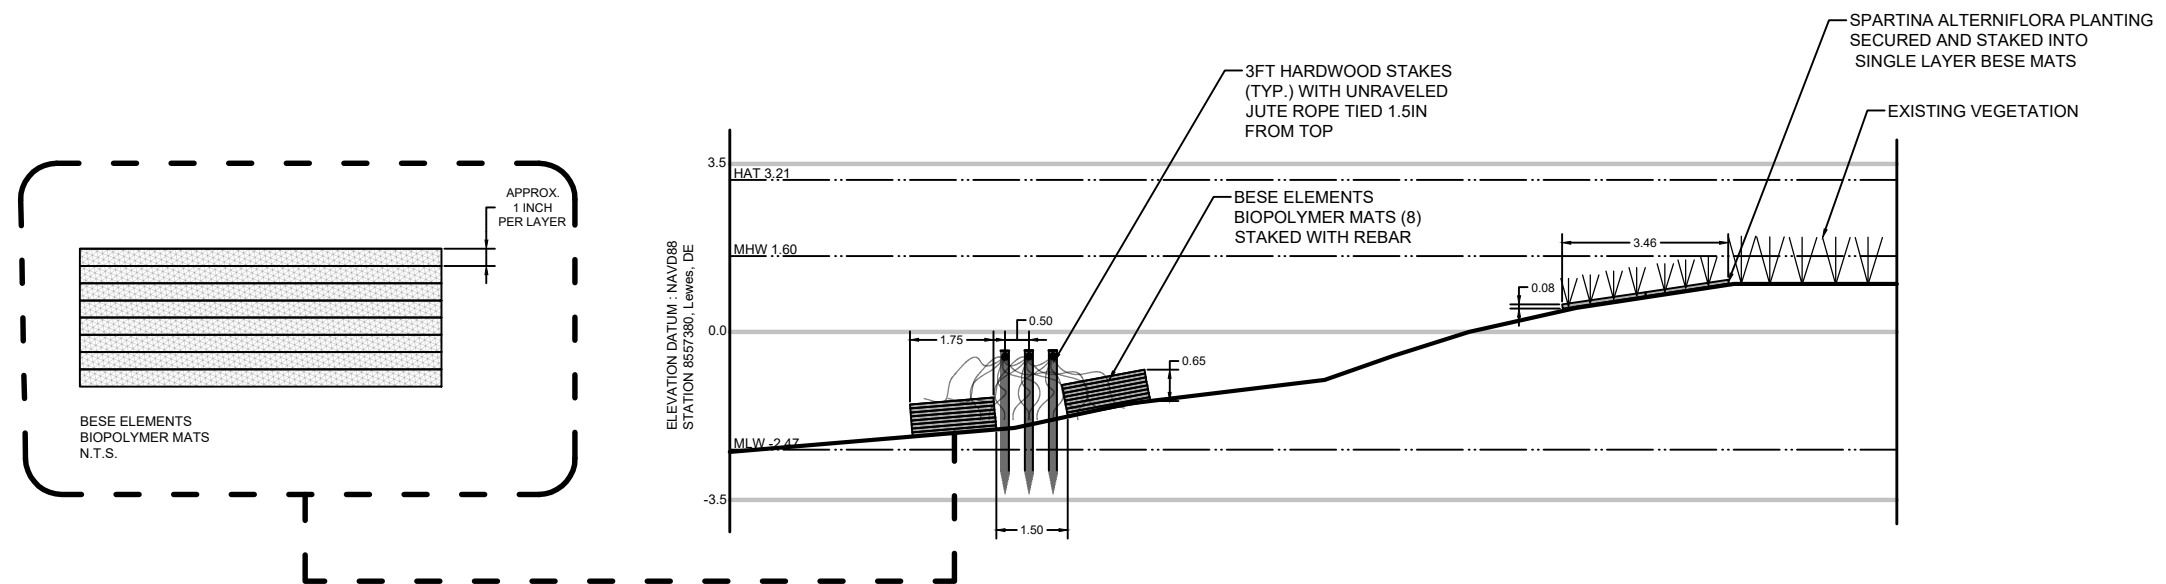 SPARTINA ALTERNIFLORA PLANTING
SECURED AND STAKED INTO
SINGLE LAYER BESE MATS
3FT HARDWOOD STAKES
(TYP.) WITH UNRAVELED
JUTE ROPE TIED 1.5IN
FROM TOP
EXISTING VEGETATION
APPROX.
1 INCH
PER LAYER
BESE ELEMENTS
BIOPOLYMER MATS
N.T.S.
ELEVATION DATUM : NAVD88
STATION 8557380, Lewes, DE
3.5
HAT 3.21
BESE ELEMENTS
BIOPOLYMER MATS (8)
STAKED WITH REBAR
MHW 1.60
3.46
0.08
0.0
0.50
1.75
0.65
MLW -2.47
-3.5
1.50